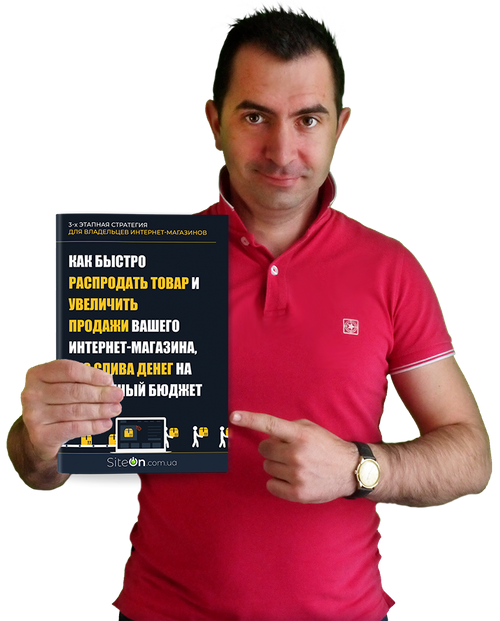 3-х ЭТАПНАЯ СТРАТЕГИЯ
ДЛЯ ВЛАДЕЛЬЦЕВ ИНТЕРНЕТ-МАГАЗИНОВ
КАК БЫСТРО
РАСПРОДАТЬ ТОВАР И
УВЕЛИЧИТЬ
ПРОДАЖИ ВАШЕГО
ИНТЕРНЕТ-МАГАЗИНА,
СЛИВА ДЕНЕГ НА
БЮДЖЕТ
SiteOn.com.ua